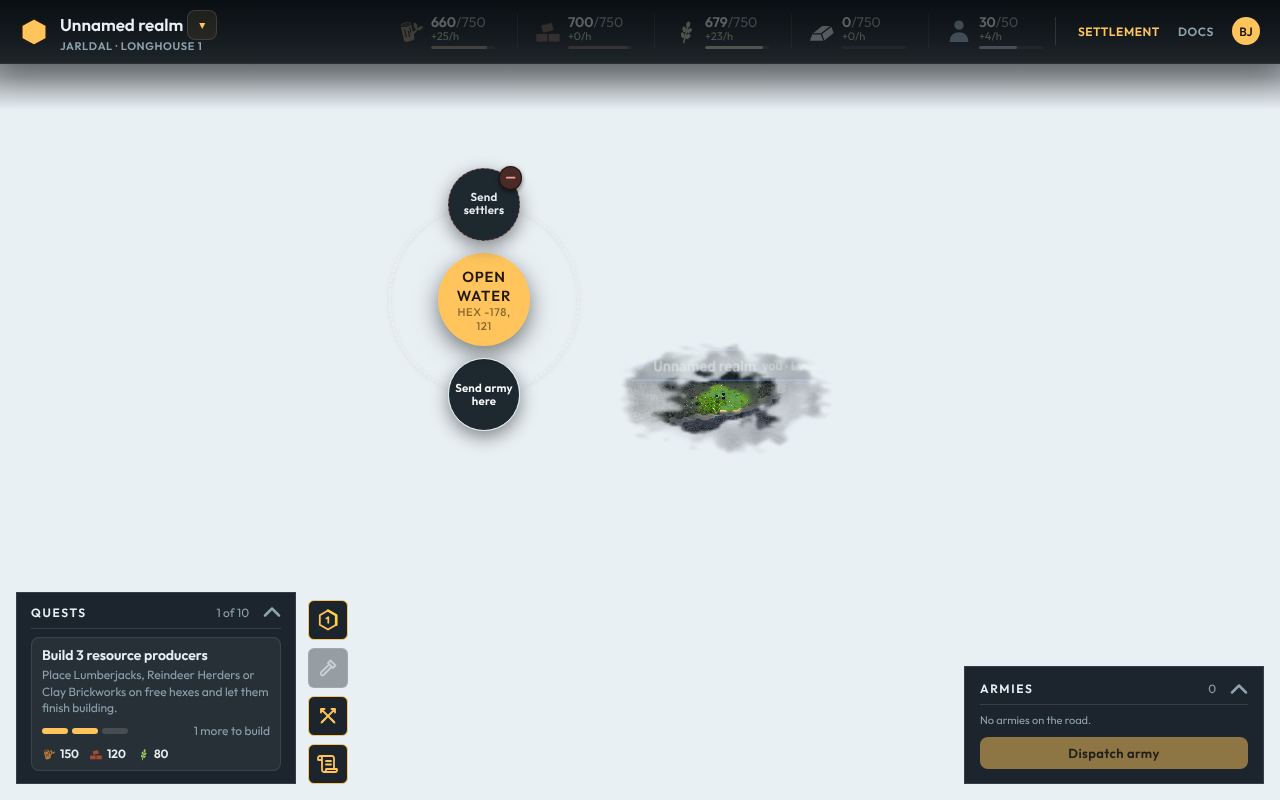 Unnamed realm
JARLDAL · LONGHOUSE 1
660/750
+25/h
700/750
+0/h
679/750
+23/h
0/750
+0/h
30/50
+4/h
SETTLEMENT
DOCS
BJ
Send
settlers
OPEN
WATER
HEX -178,
121
Send army
here
Unnamed realm you ·
QUESTS
1 of 10
Build 3 resource producers
Place Lumberjacks, Reindeer Herders or
Clay Brickworks on free hexes and let them
finish building.
1 more to build
150
120
80
1
ARMIES
0
No armies on the road.
Dispatch army